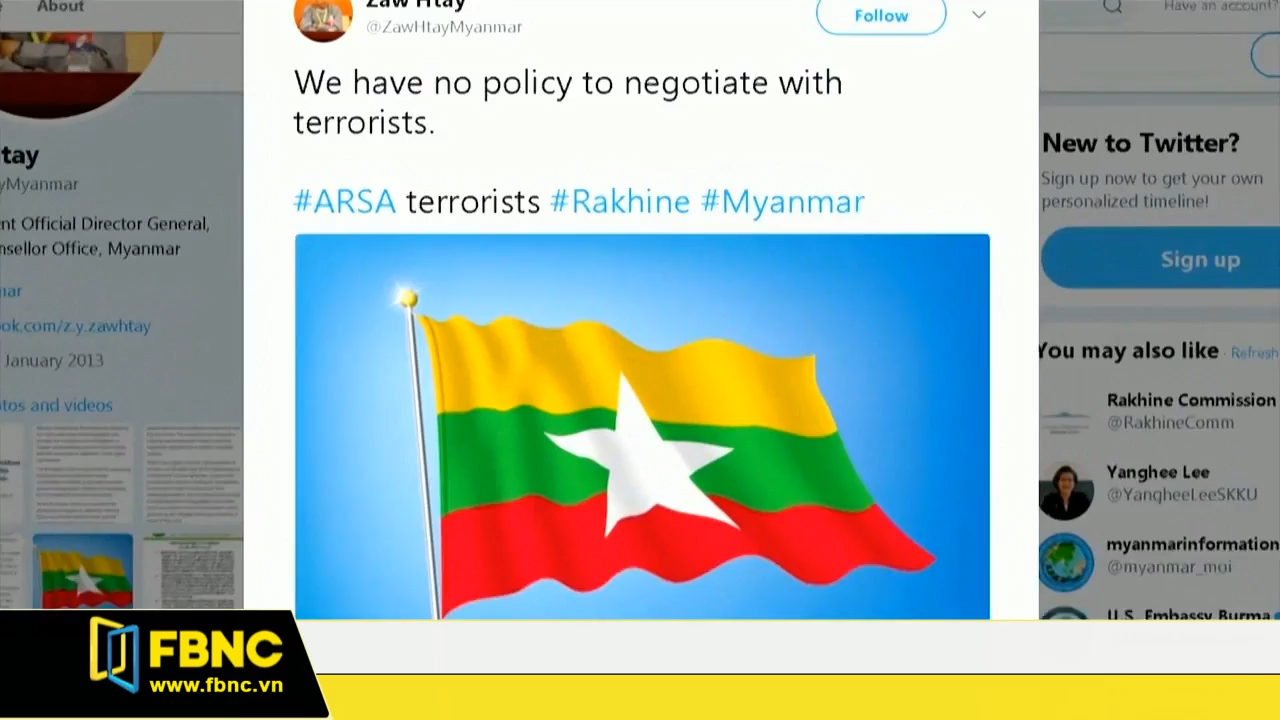 About
Zaw Htay
@ZawHtayMyanmar
Follow
We have no policy to negotiate with
terrorists.
#ARSA terrorists #Rakhine #Myanmar
tay
yMyanmar
nt Official Director General,
nsellor Office, Myanmar
nar
ok.com/z.y.zawhtay
January 2013
tos and videos
Have an account?
New to Twitter?
Sign up now to get your own
personalized timeline!
Sign up
You may also like · Refresh
Rakhine Commission
@RakhineComm
Yanghee Lee
@YangheeLeeSKKU
myanmarinformation
@myanmar_moi
U.S. Embassy Burma
FBNC
www.fbnc.vn